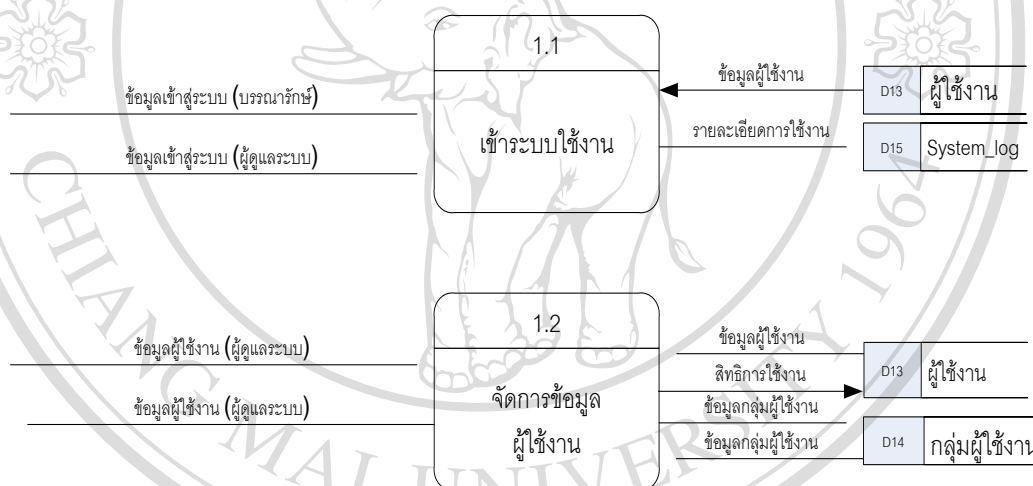 1.1
ข้อมูลผู้ใช้งาน
D13 ผู้ใช้งาน
ข้อมูลเข้าสู่ระบบ (บรรณารักษ์)
เข้าระบบใช้งาน
รายละเอียดการใช้งาน
D15 System_log
ข้อมูลเข้าสู่ระบบ (ผู้ดูแลระบบ)
1.2
ข้อมูลผู้ใช้งาน
ข้อมูลผู้ใช้งาน (ผู้ดูแลระบบ)
สิทธิการใช้งาน
D13 ผู้ใช้งาน
จัดการข้อมูล
ผู้ใช้งาน
ข้อมูลผู้ใช้งาน (ผู้ดูแลระบบ)
ข้อมูลกลุ่มผู้ใช้งาน
ข้อมูลกลุ่มผู้ใช้งาน
D14 กลุ่มผู้ใช้งาน
CHIANG MAI UNIVERSITY 1964